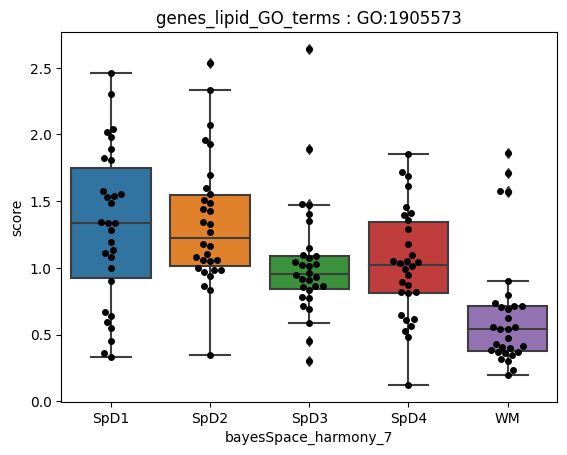 genes_lipid_GO_terms : GO:1905573
2.5
2.0
1.5
1.0
0.5
0.0
score
SpD1 SpD2 SpD3 SpD4 WM
bayesSpace_harmony_7